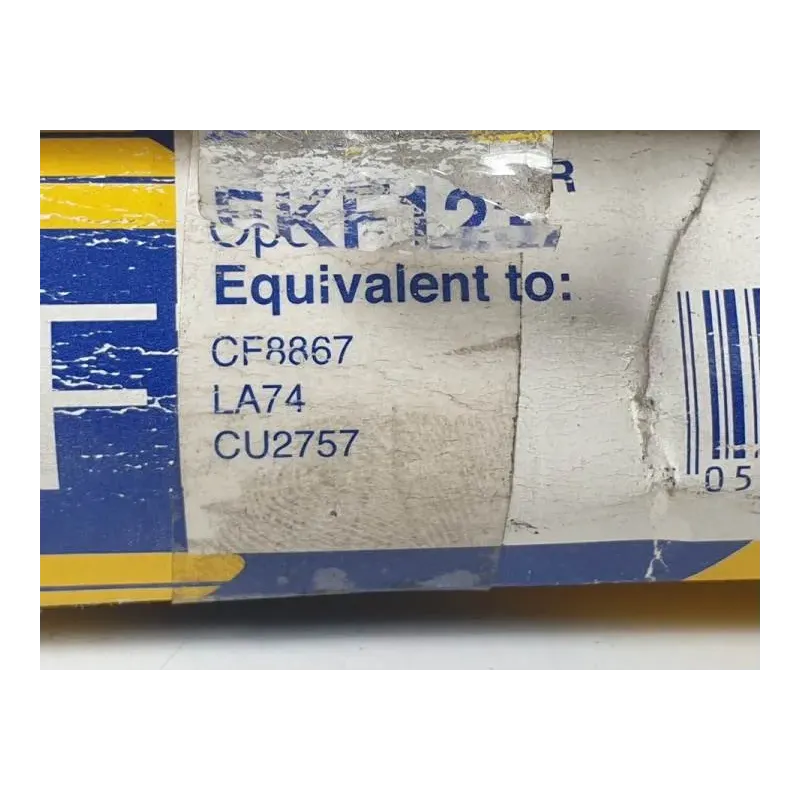 R
Equivalent to:
CF8867
LA74
CU2757
F
05